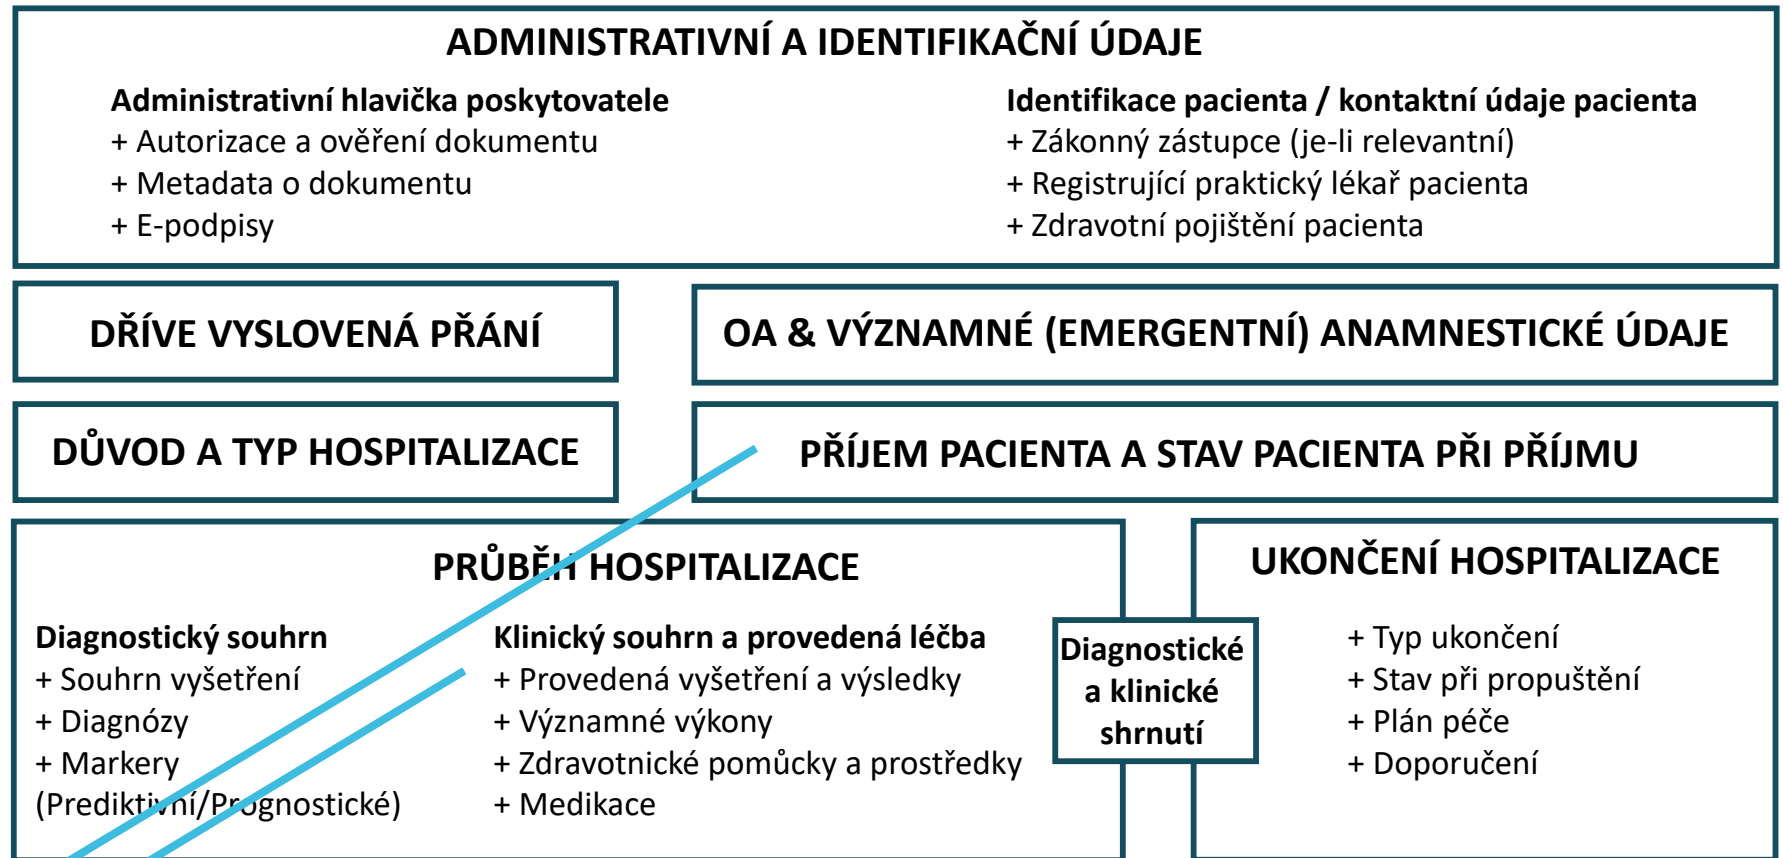 ADMINISTRATIVNÍ A IDENTIFIKAČNÍ ÚDAJE
Administrativní hlavička poskytovatele
+ Autorizace a ověření dokumentu
+ Metadata o dokumentu
+ E-podpisy
Identifikace pacienta / kontaktní údaje pacienta
+ Zákonný zástupce (je-li relevantní)
+ Registrující praktický lékař pacienta
+ Zdravotní pojištění pacienta
DŘÍVE VYSLOVENÁ PŘÁNÍ
OA & VÝZNAMNÉ (EMERGENTNÍ) ANAMNESTICKÉ ÚDAJE
DŮVOD A TYP HOSPITALIZACE
PŘÍJEM PACIENTA A STAV PACIENTA PŘI PŘÍJMU
PRŮBĚH HOSPITALIZACE
Diagnostický souhrn
+ Souhrn vyšetření
+ Diagnózy
+ Markery
(Prediktivní/Prognostické)
Klinický souhrn a provedená léčba
+ Provedená vyšetření a výsledky
+ Významné výkony
+ Zdravotnické pomůcky a prostředky
+ Medikace
Diagnostické
a klinické
shrnutí
UKONČENÍ HOSPITALIZACE
+ Typ ukončení
+ Stav při propuštění
+ Plán péče
+ Doporučení